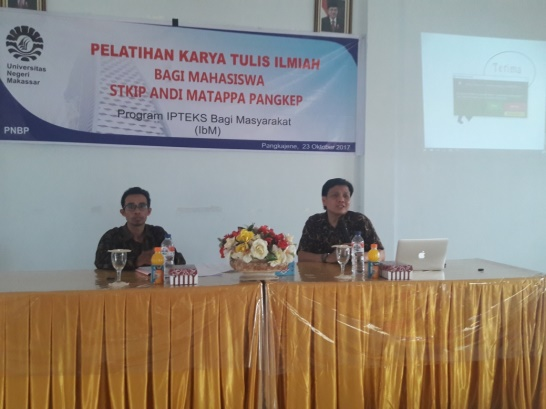 PELATIHAN KARYA TULIS ILMIAH
BAGI MAHASISWA
STKIP ANDI MATAPPA PANGKEP
Program IPTEKS Bagi Masyarakat
(IbM)
Universitas
Negeri
Makassar
PNBP
Pangkajene, 23 Oktober 2017